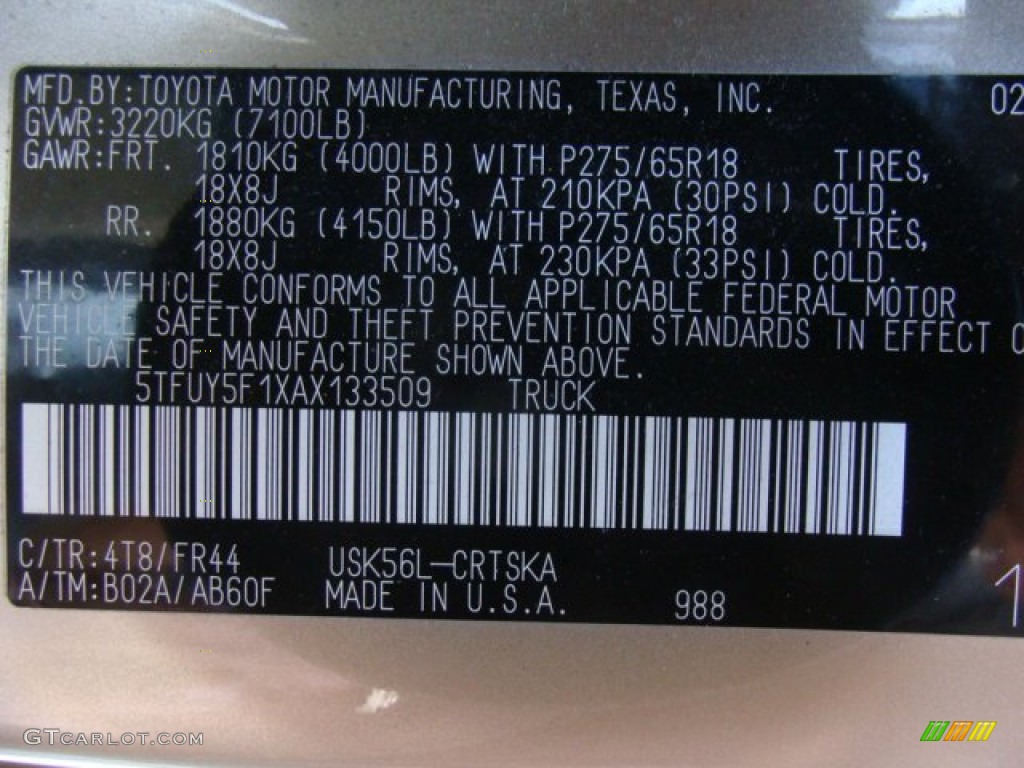 MFD.BY:TOYOTA MOTOR MANUFACTURING, TEXAS, INC. 02
GVWR:3220KG (7100LB)
GAWR:FRT. 1810KG (4000LB) WITH P275/65R18 TIRES,
18X8J RIMS, AT 210KPA (30PSI) COLD.
RR. 1880KG (4150LB) WITH P275/65R18 TIRES,
18X8J RIMS, AT 230KPA (33PSI) COLD.
THIS VEHICLE CONFORMS TO ALL APPLICABLE FEDERAL MOTOR
VEHICLE SAFETY AND THEFT PREVENTION STANDARDS IN EFFECT
THE DATE OF MANUFACTURE SHOWN ABOVE.
5TFUY5F1XAX133509 TRUCK
C/TR:4T8/FR44 USK56L-CRTSKA
A/TM:B02A/AB60F MADE IN U.S.A. 988 1
GTCARLOT.COM